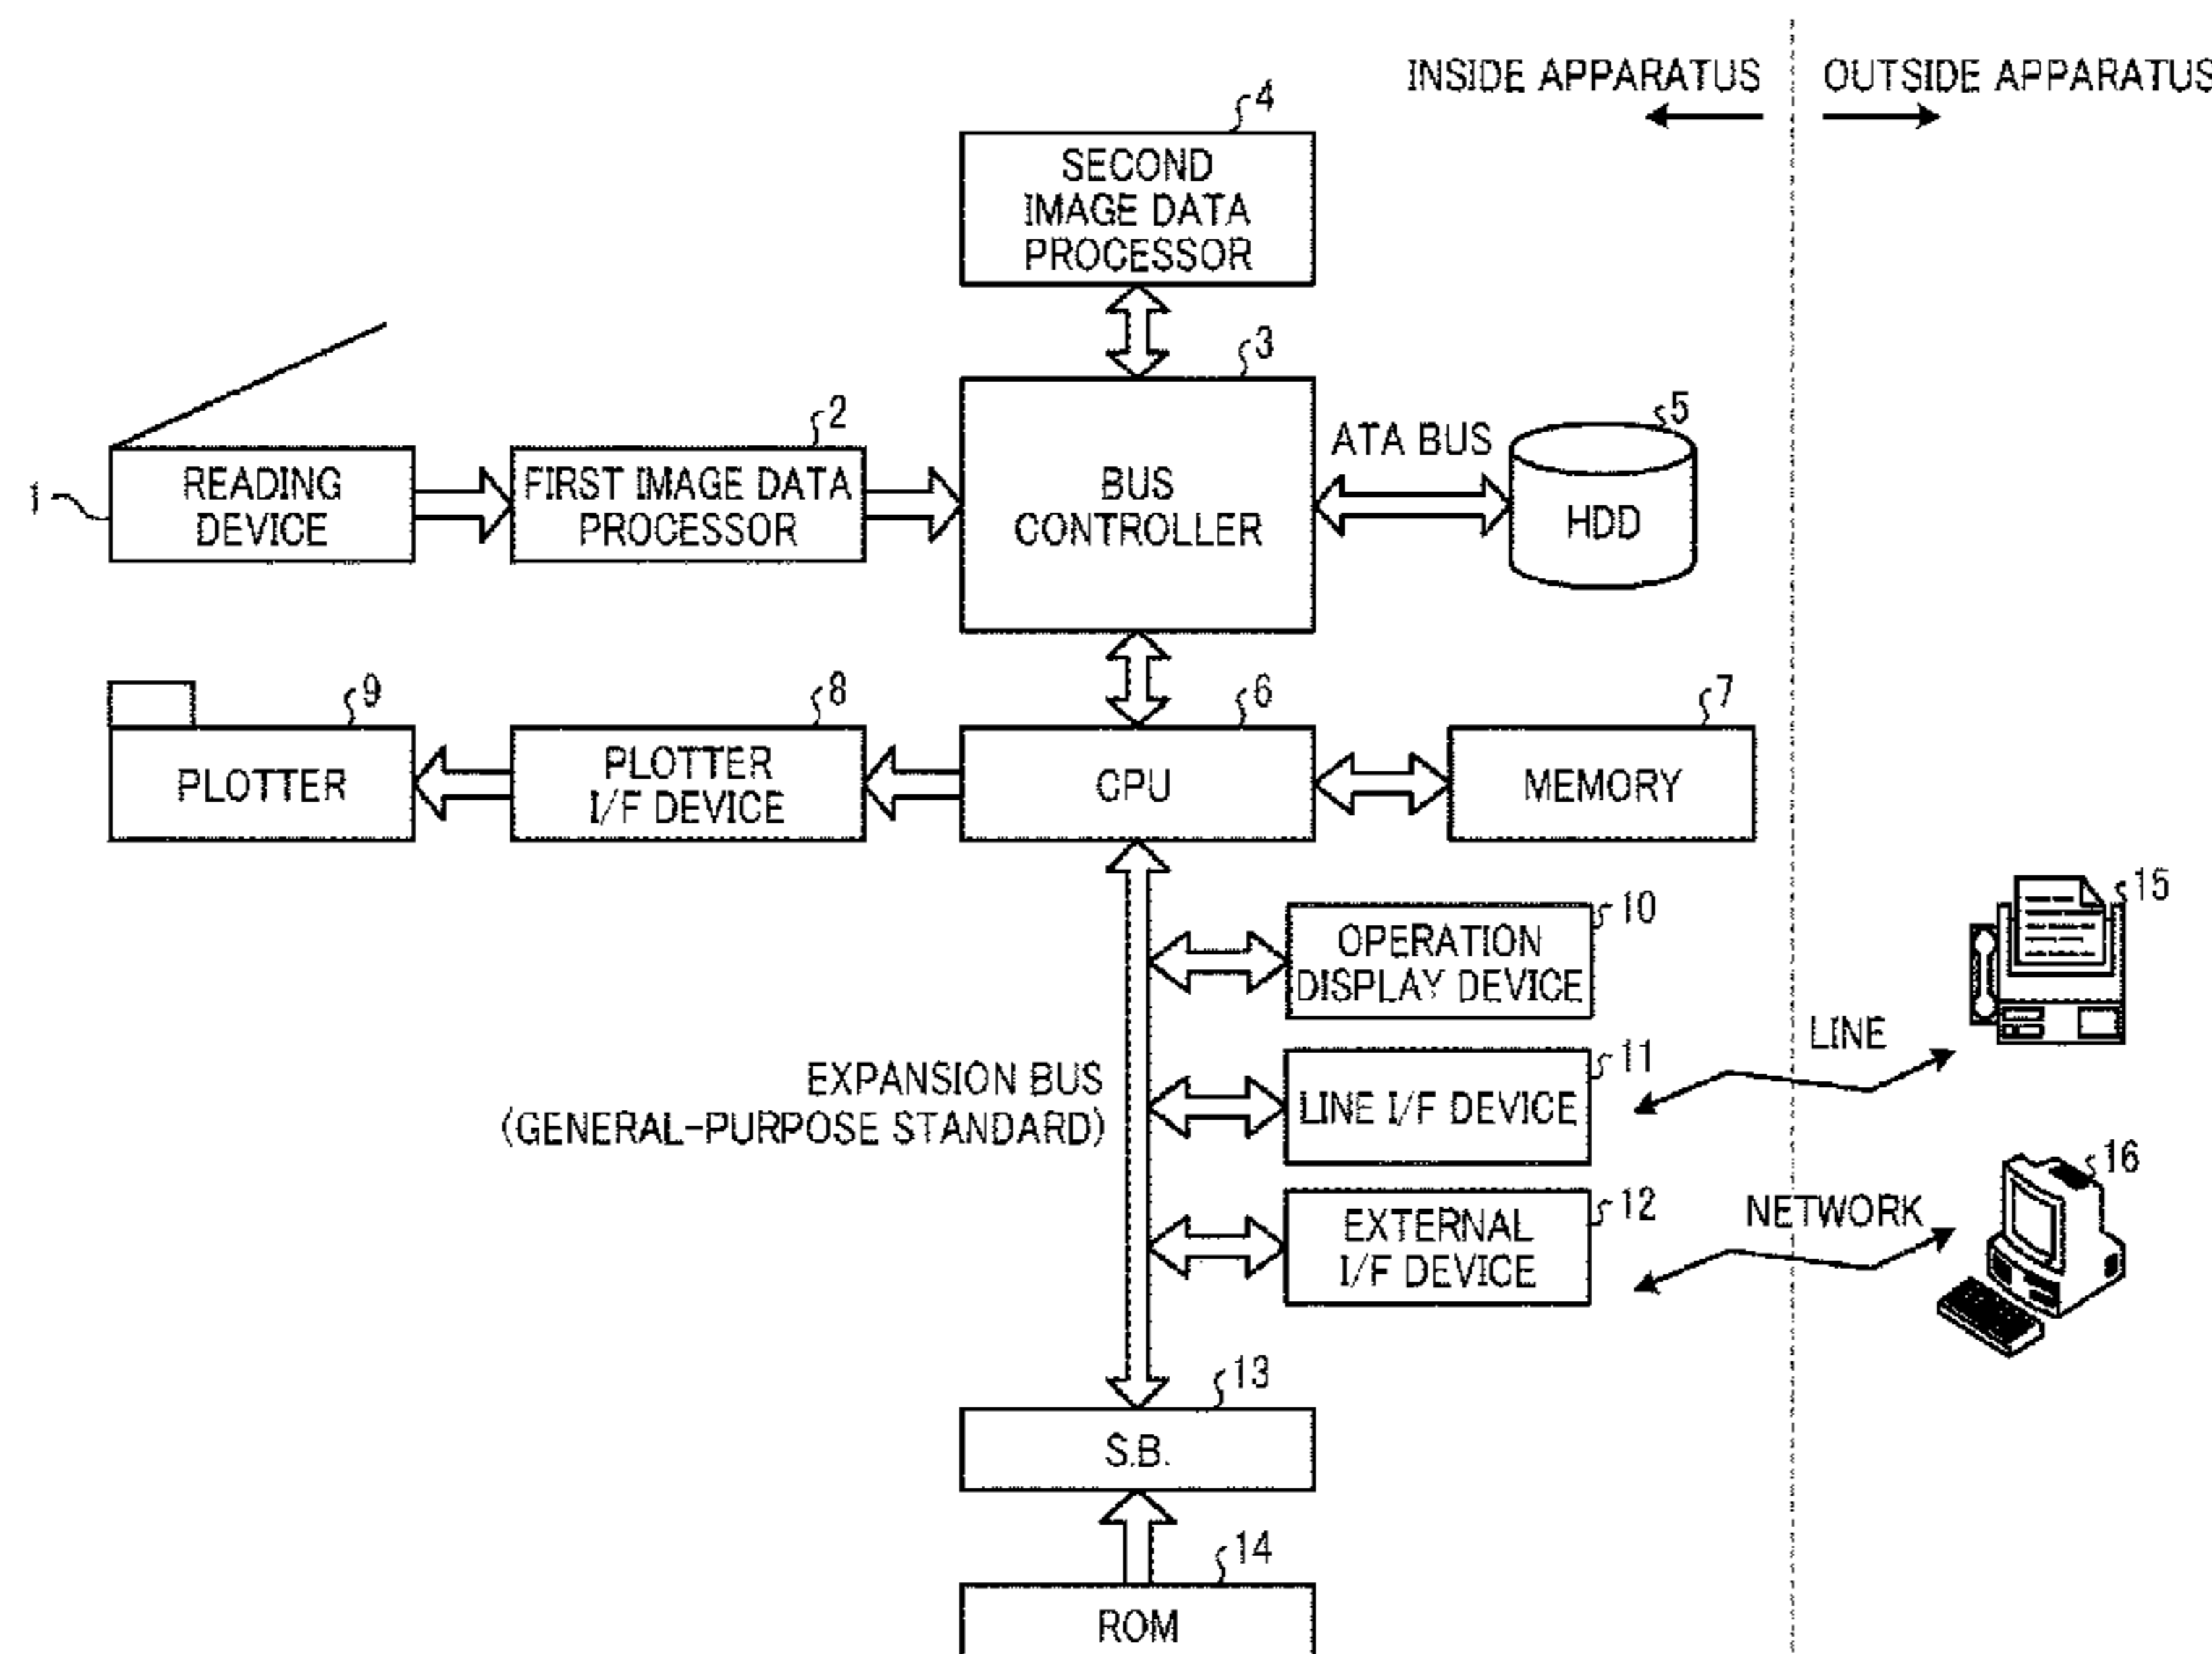 INSIDE APPARATUS
OUTSIDE APPARATUS
4
SECOND
IMAGE DATA
PROCESSOR
3
BUS
CONTROLLER
2
FIRST IMAGE DATA
PROCESSOR
1
READING
DEVICE
ATA BUS
5
HDD
9
PLOTTER
8
PLOTTER
I/F DEVICE
6
CPU
7
MEMORY
10
OPERATION
DISPLAY DEVICE
15
LINE
EXPANSION BUS
(GENERAL-PURPOSE STANDARD)
11
LINE I/F DEVICE
16
NETWORK
12
EXTERNAL
I/F DEVICE
13
S.B.
14
ROM